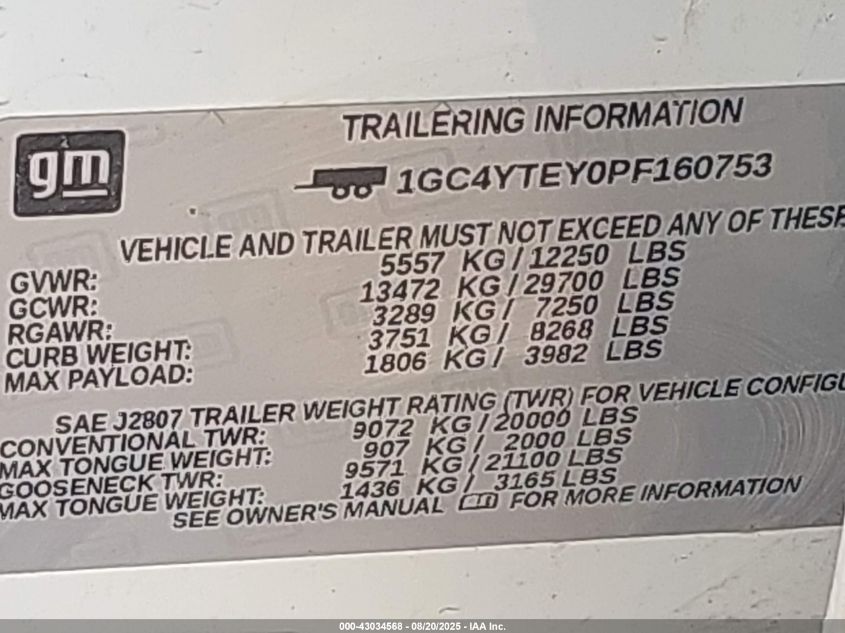 gm
TRAILERING INFORMATION
1GC4YTEY0PF160753
VEHICLE AND TRAILER MUST NOT EXCEED ANY OF THESE
GVWR: 5557 KG / 12250 LBS
GCWR: 13472 KG / 29700 LBS
RGAWR: 3289 KG / 7250 LBS
CURB WEIGHT: 3751 KG / 8268 LBS
MAX PAYLOAD: 1806 KG / 3982 LBS
SAE J2807 TRAILER WEIGHT RATING (TWR) FOR VEHICLE CONFIGU
CONVENTIONAL TWR: 9072 KG / 20000 LBS
MAX TONGUE WEIGHT: 907 KG / 2000 LBS
GOOSENECK TWR: 9571 KG / 21100 LBS
MAX TONGUE WEIGHT: 1436 KG / 3165 LBS
SEE OWNER'S MANUAL FOR MORE INFORMATION
000-43034568 - 08/20/2025 - IAA Inc.